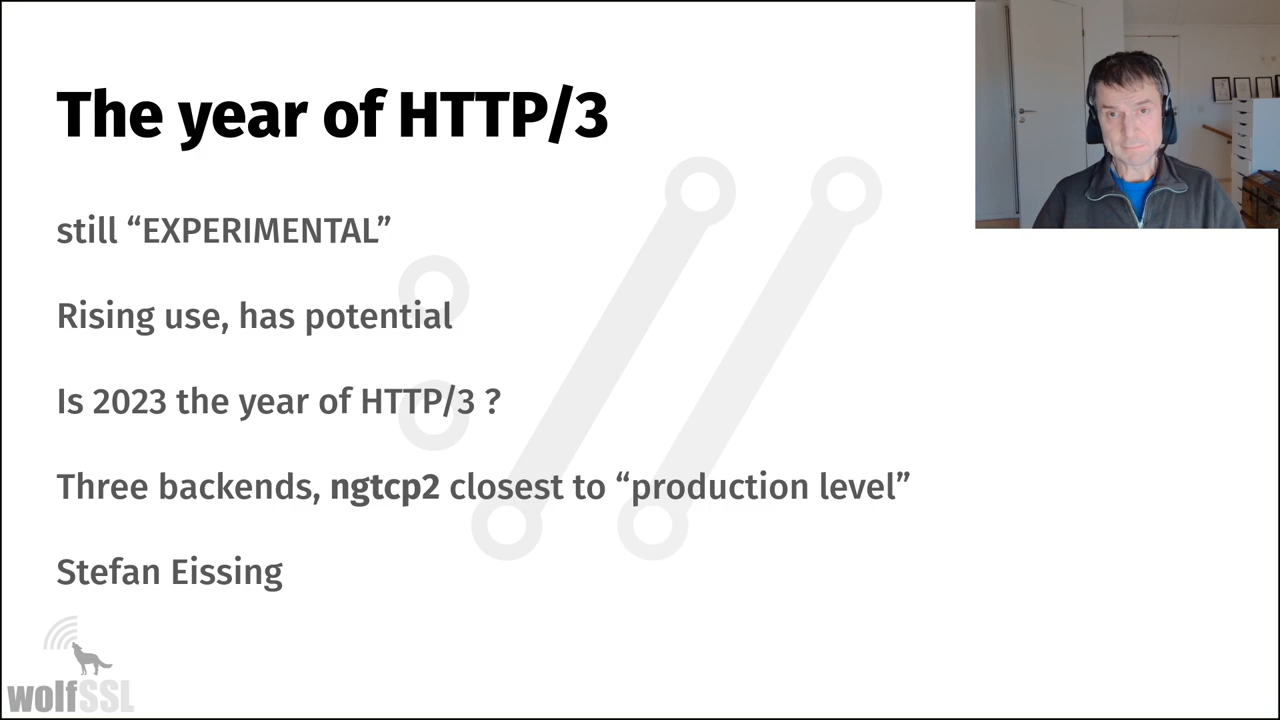 The year of HTTP/3
still “EXPERIMENTAL”
Rising use, has potential
Is 2023 the year of HTTP/3 ?
Three backends, ngtcp2 closest to “production level”
Stefan Eissing
wolfSSL